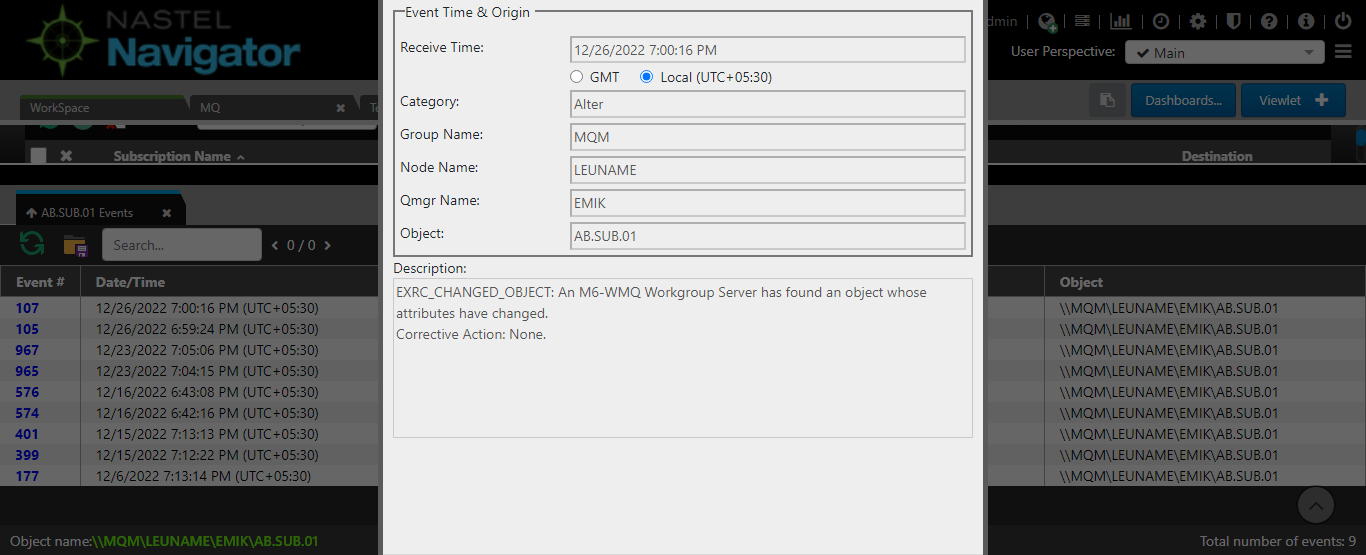 NASTEL
Navigator
dmin
User Perspective:
Main
WorkSpace
MQ
Dashboards...
Viewlet
Subscription Name
Destination
AB.SUB.01 Events
Search...
0 / 0
Event #
Date/Time
Object
107
12/26/2022 7:00:16 PM (UTC+05:30)
\\MQM\LEUNAME\EMIK\AB.SUB.01
105
12/26/2022 6:59:24 PM (UTC+05:30)
\\MQM\LEUNAME\EMIK\AB.SUB.01
967
12/23/2022 7:05:06 PM (UTC+05:30)
\\MQM\LEUNAME\EMIK\AB.SUB.01
965
12/23/2022 7:04:15 PM (UTC+05:30)
\\MQM\LEUNAME\EMIK\AB.SUB.01
576
12/16/2022 6:43:08 PM (UTC+05:30)
\\MQM\LEUNAME\EMIK\AB.SUB.01
574
12/16/2022 6:42:16 PM (UTC+05:30)
\\MQM\LEUNAME\EMIK\AB.SUB.01
401
12/15/2022 7:13:13 PM (UTC+05:30)
\\MQM\LEUNAME\EMIK\AB.SUB.01
399
12/15/2022 7:12:22 PM (UTC+05:30)
\\MQM\LEUNAME\EMIK\AB.SUB.01
177
12/6/2022 7:13:14 PM (UTC+05:30)
\\MQM\LEUNAME\EMIK\AB.SUB.01
Object name:\\MQM\LEUNAME\EMIK\AB.SUB.01
Total number of events: 9
Event Time & Origin
Receive Time:
12/26/2022 7:00:16 PM
GMT
Local (UTC+05:30)
Category:
Alter
Group Name:
MQM
Node Name:
LEUNAME
Qmgr Name:
EMIK
Object:
AB.SUB.01
Description:
EXRC_CHANGED_OBJECT: An M6-WMQ Workgroup Server has found an object whose
attributes have changed.
Corrective Action: None.